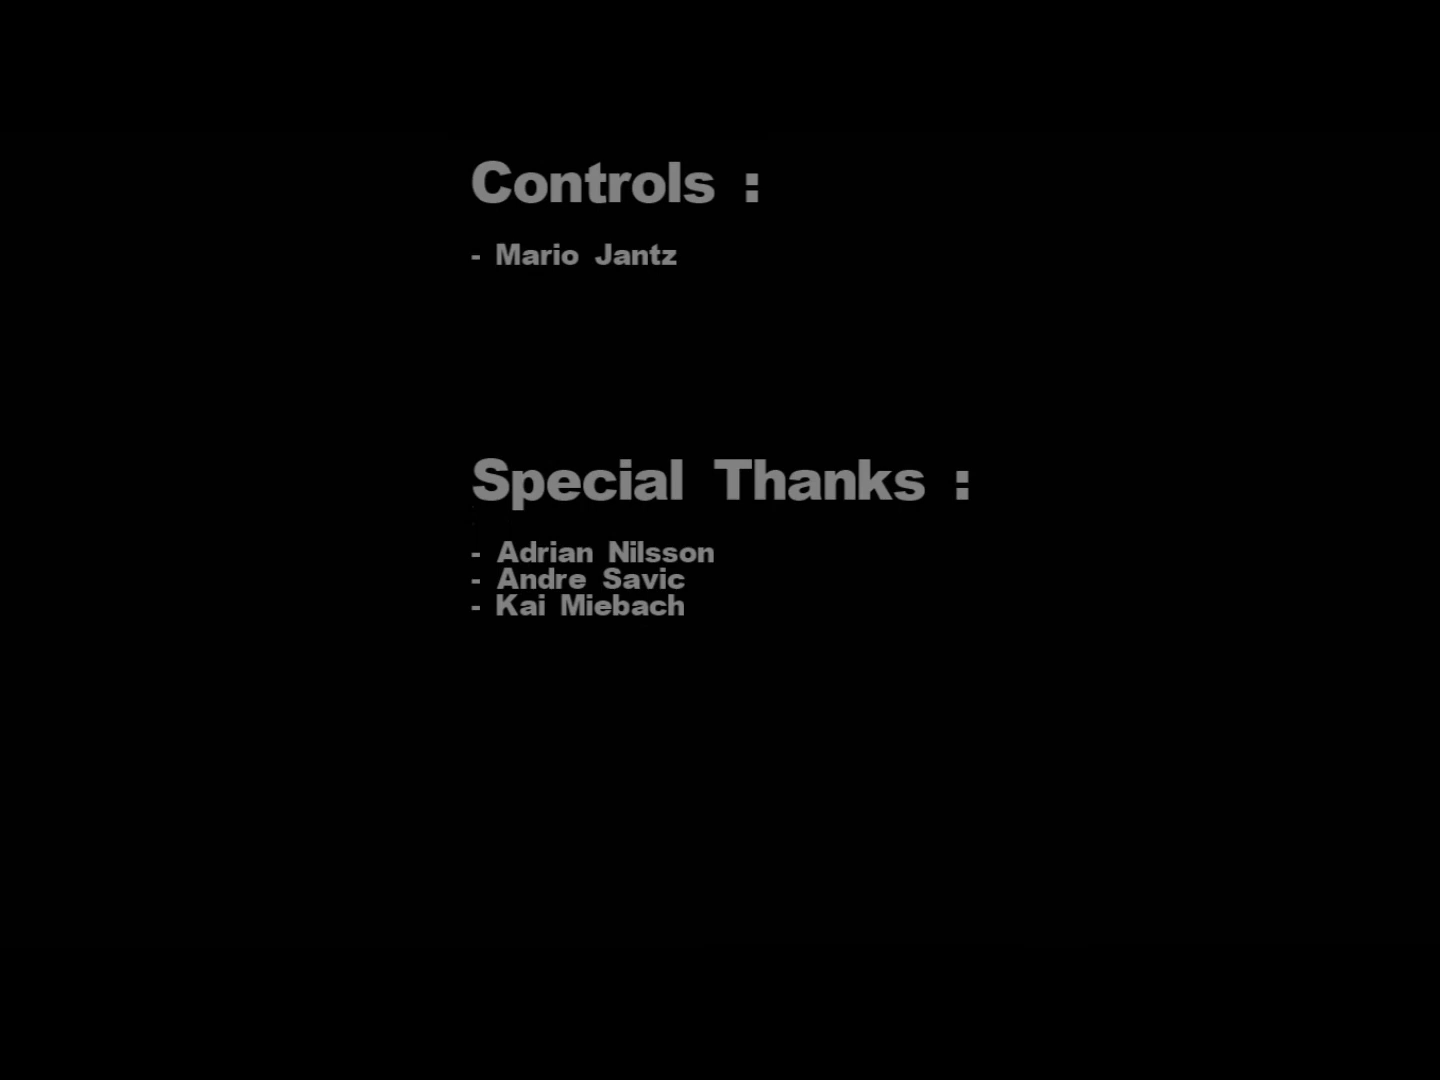 Controls :
- Mario Jantz
Special Thanks :
- Adrian Nilsson
- Andre Savic
- Kai Miebach